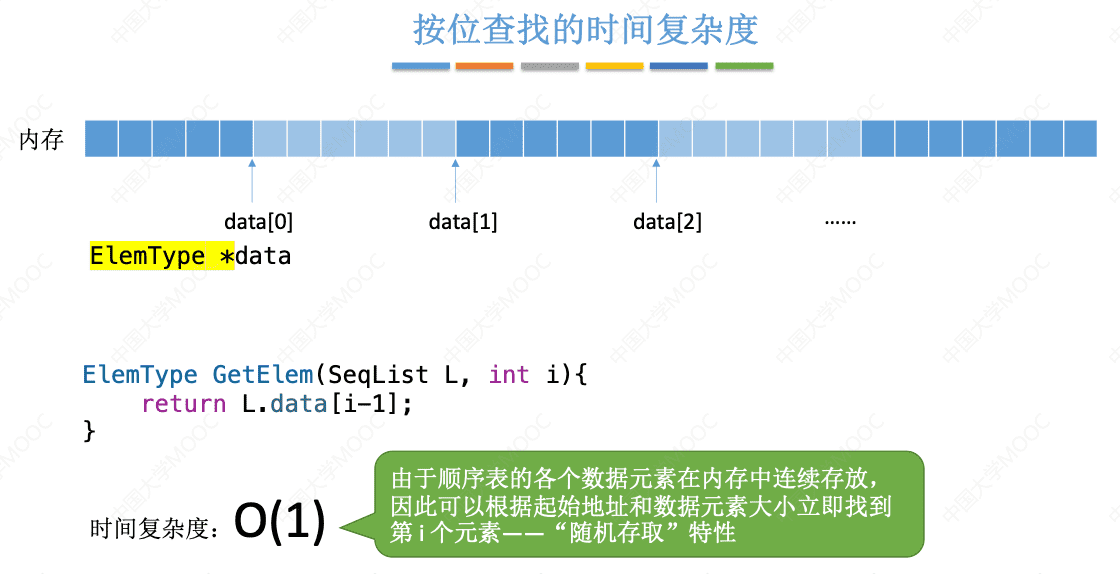 按位查找的时间复杂度
内存
data[0] data[1] data[2] ……
ElemType *data
ElemType GetElem(SeqList L, int i){
    return L.data[i-1];
}
由于顺序表的各个数据元素在内存中连续存放，
因此可以根据起始地址和数据元素大小立即找到
第 i 个元素——“随机存取”特性
时间复杂度：O(1)
中国大学MOOC